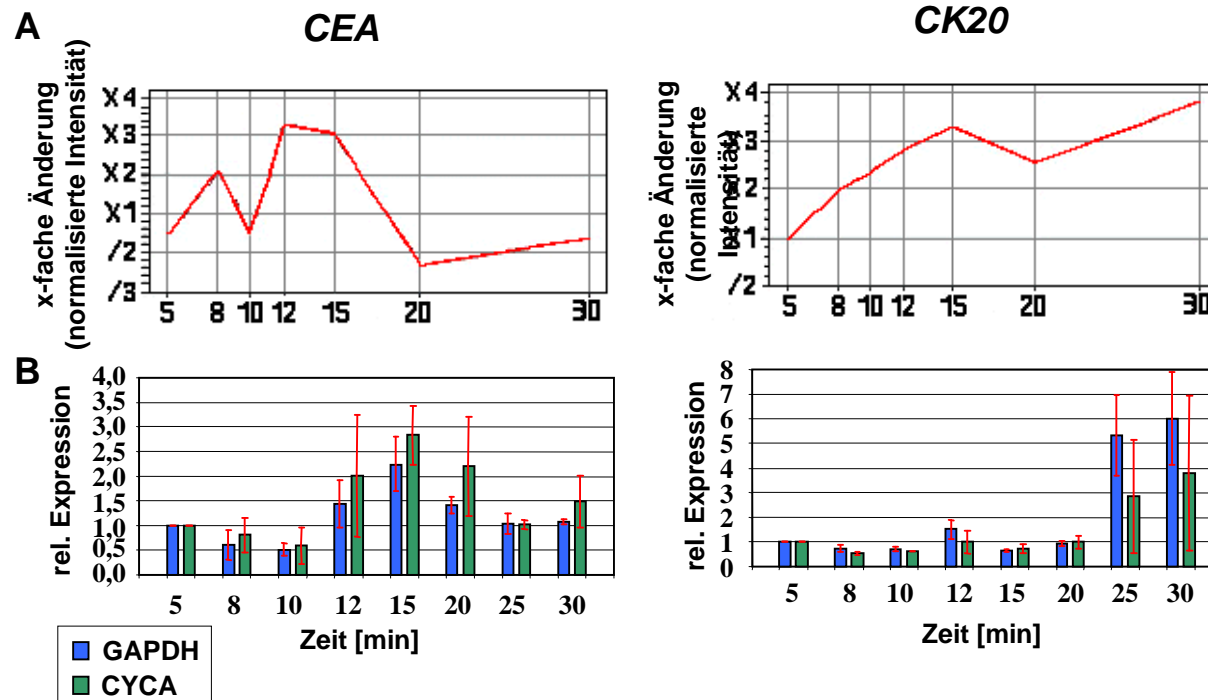 A
CEA
CK20
x-fache Änderung
(normalisierte Intensität)
X4
X3
X2
X1
/2
/3
5 8 10 12 15 20 30
x-fache Änderung
(normalisierte
Intensität)
X4
X3
X2
X1
/2
5 8 10 12 15 20 30
B
rel. Expression
4,0
3,5
3,0
2,5
2,0
1,5
1,0
0,5
0,0
5 8 10 12 15 20 25 30
Zeit [min]
rel. Expression
8
7
6
5
4
3
2
1
0
5 8 10 12 15 20 25 30
Zeit [min]
GAPDH
CYCA